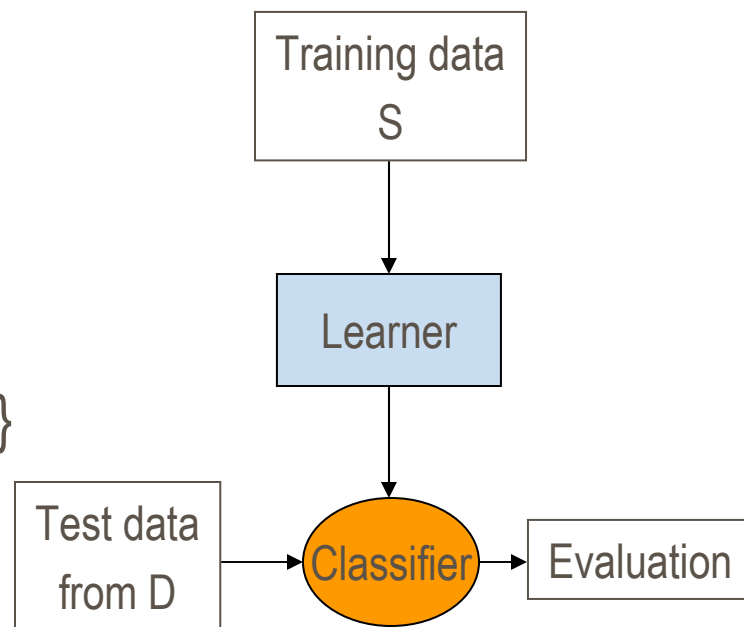 Training data
S
Learner
}
Test data
from D
Classifier
Evaluation